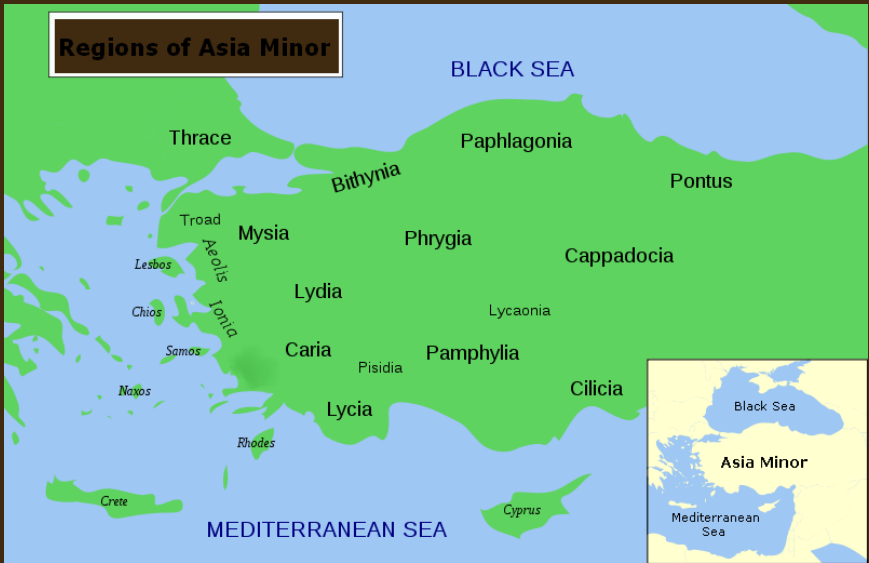 Regions of Asia Minor
BLACK SEA
Thrace
Paphlagonia
Bithynia
Pontus
Troad
Mysia
Phrygia
Aeolis
Cappadocia
Lesbos
Lydia
Ionia
Chios
Lycaonia
Samos
Caria
Pisidia
Pamphylia
Naxos
Lycia
Cilicia
Rhodes
Crete
Cyprus
MEDITERRANEAN SEA
Black Sea
Asia Minor
Mediterranean
Sea